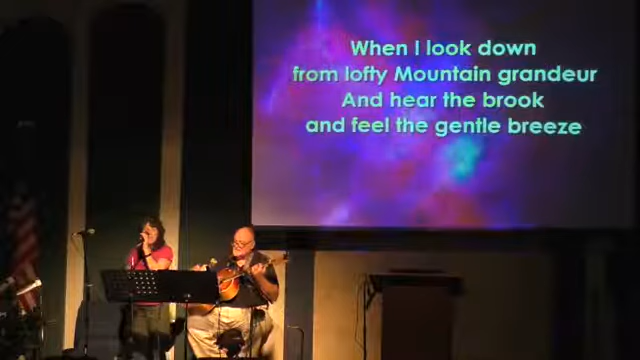 When I look down
from lofty Mountain grandeur
And hear the brook
and feel the gentle breeze